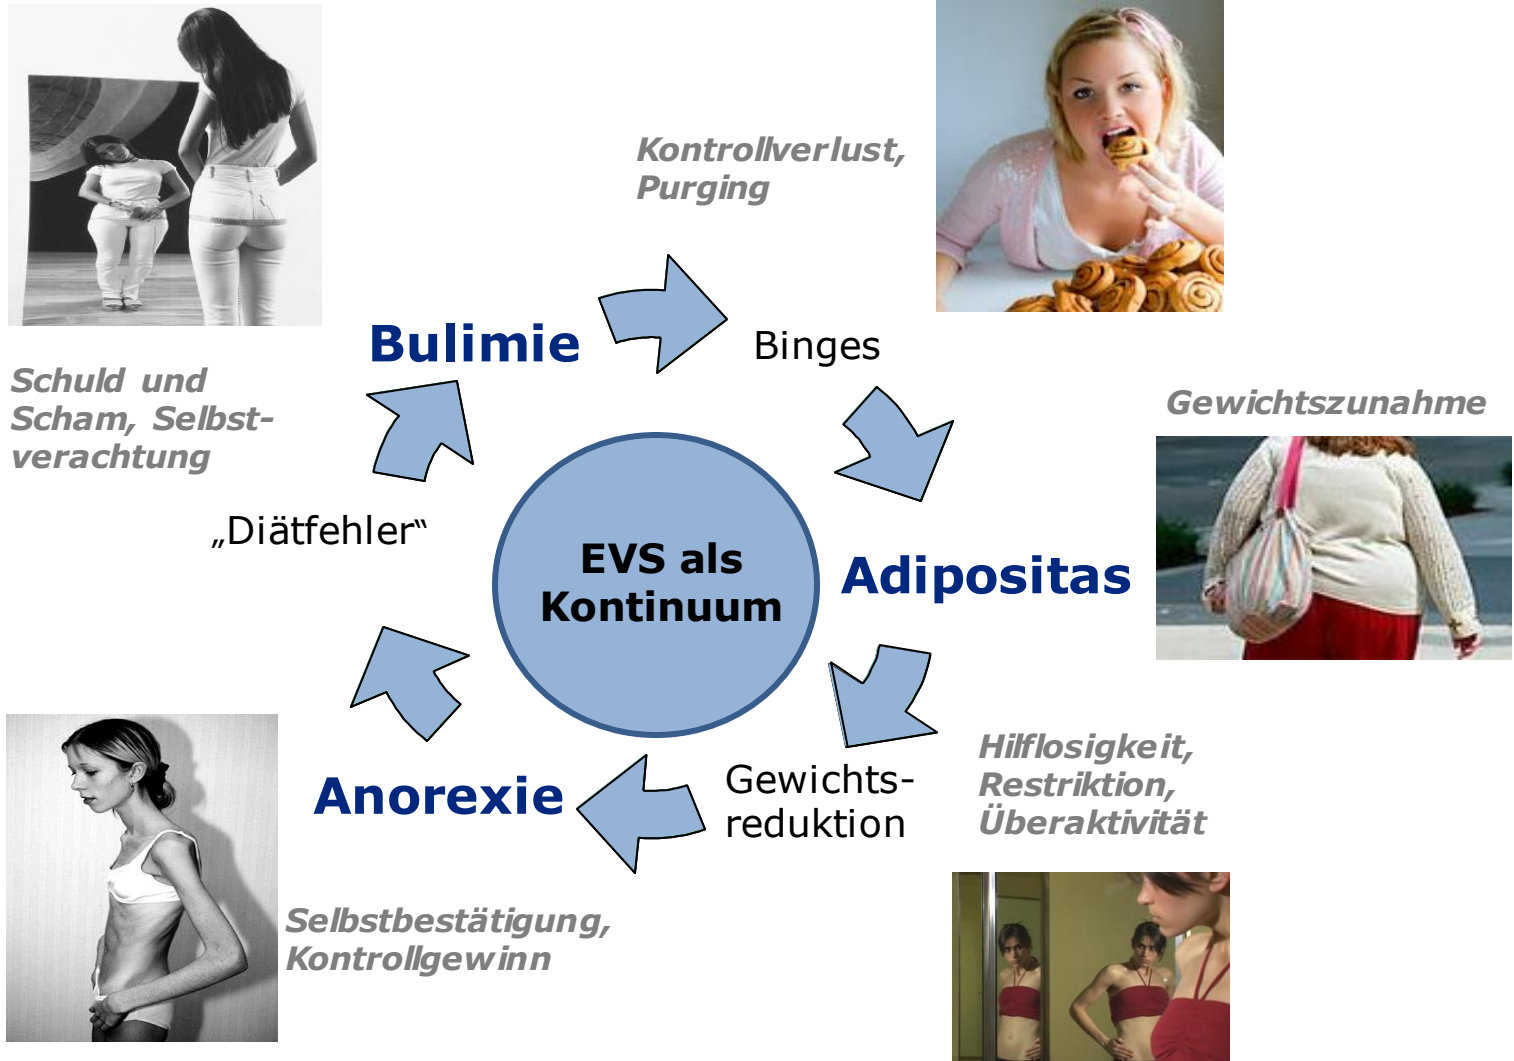 Kontrollverlust,
Purging
Bulimie
Binges
Schuld und
Scham, Selbst-
verachtung
Gewichtszunahme
„Diätfehler“
EVS als
Kontinuum
Adipositas
Hilflosigkeit,
Restriktion,
Überaktivität
Gewichts-
reduktion
Anorexie
Selbstbestätigung,
Kontrollgewinn